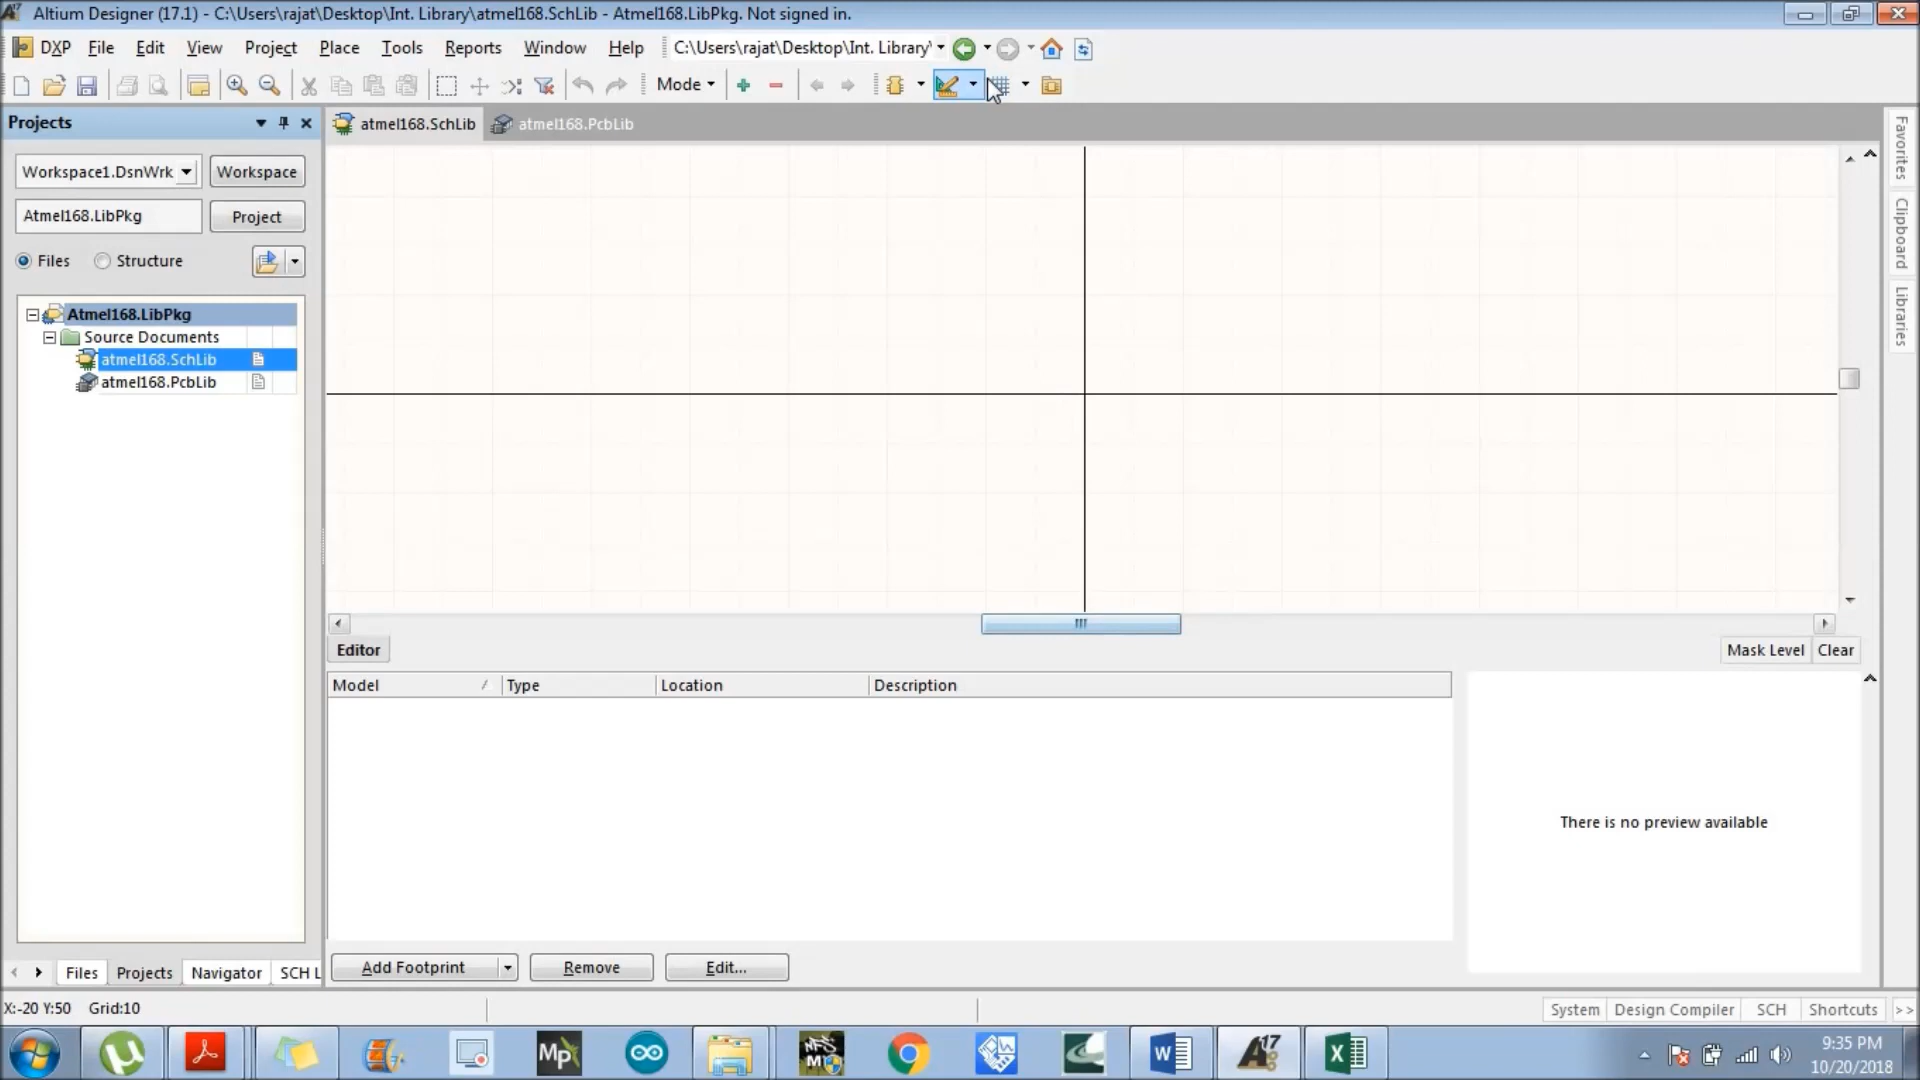 Altium Designer (17.1) - C:\Users\rajat\Desktop\Int. Library\atmel168.SchLib - Atmel168.LibPkg. Not signed in.
DXP File Edit View Project Place Tools Reports Window Help C:\Users\rajat\Desktop\Int. Library\
Mode
Projects
atmel168.SchLib atmel168.PcbLib
Workspace1.DsnWrk Workspace
Atmel168.LibPkg Project
Files Structure
Atmel168.LibPkg
Source Documents
atmel168.SchLib
atmel168.PcbLib
Favorites
Clipboard
Libraries
Editor Mask Level Clear
Model Type Location Description
There is no preview available
Add Footprint Remove Edit...
Files Projects Navigator SCH L
X:-20 Y:50 Grid:10 System Design Compiler SCH Shortcuts >>
Mp
W 17 X
9:35 PM
10/20/2018